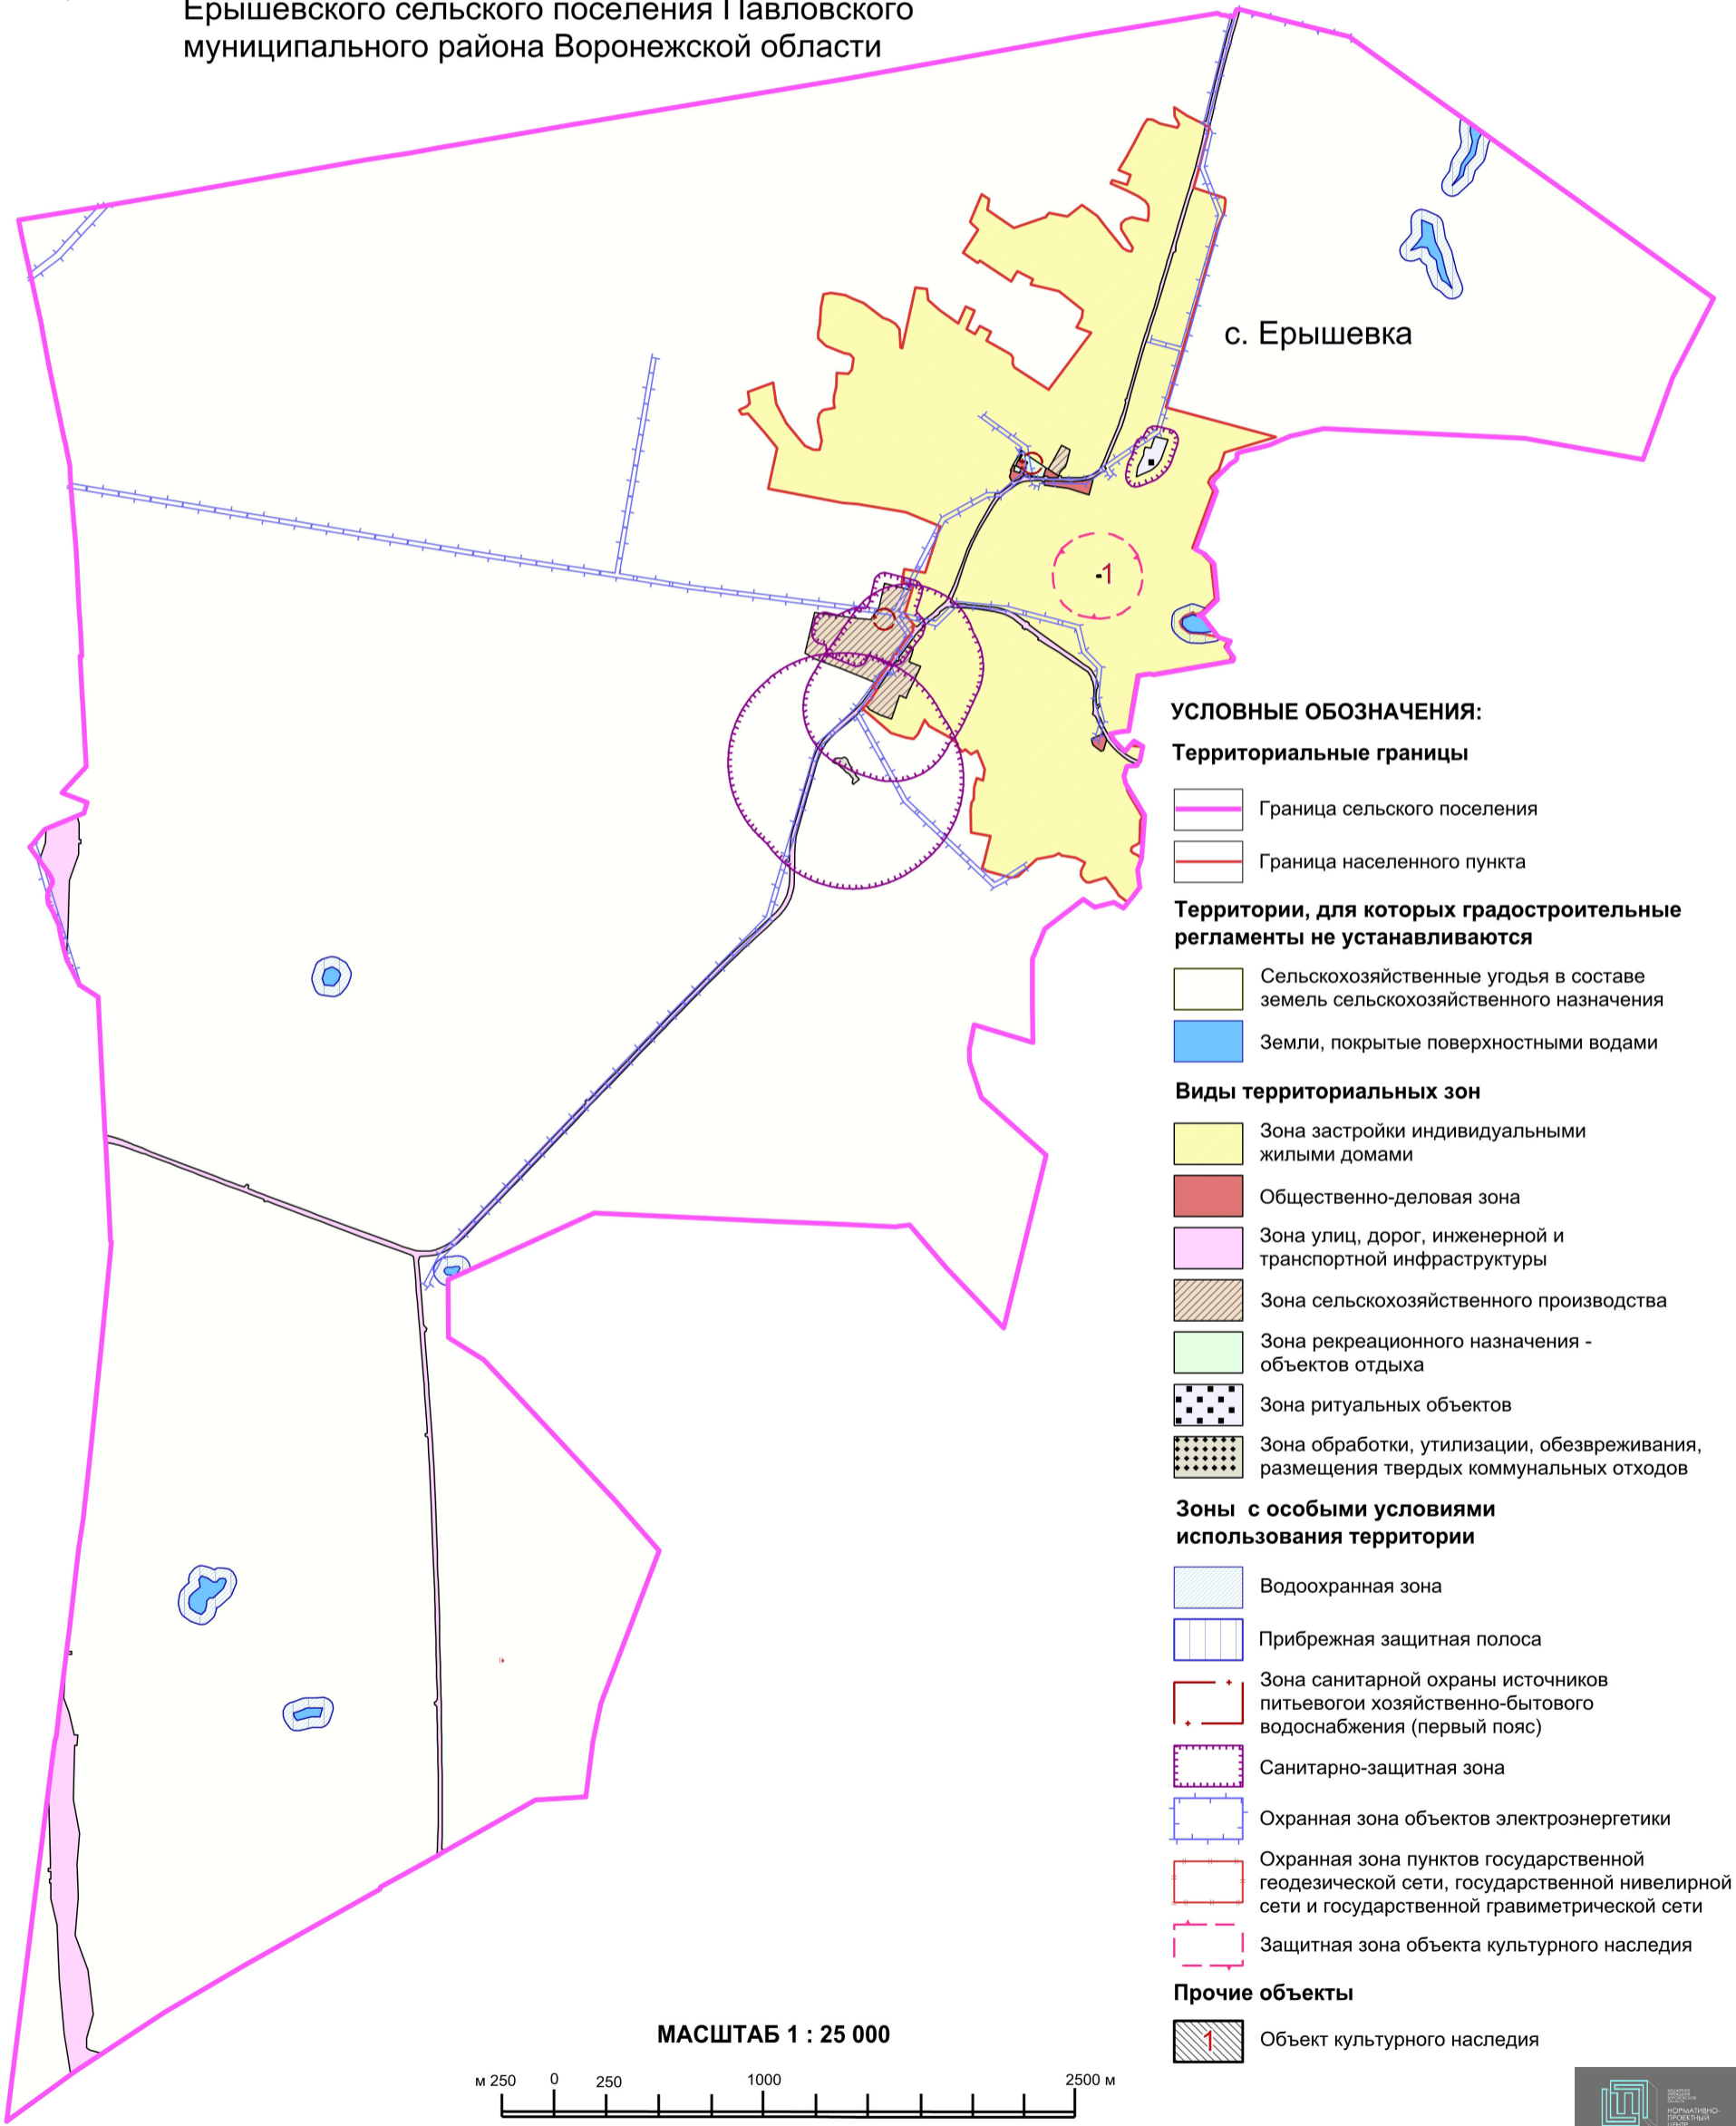 Ерышевского сельского поселения Павловского
муниципального района Воронежской области
с. Ерышевка
1
УСЛОВНЫЕ ОБОЗНАЧЕНИЯ:
Территориальные границы
Граница сельского поселения
Граница населенного пункта
Территории, для которых градостроительные
регламенты не устанавливаются
Сельскохозяйственные угодья в составе
земель сельскохозяйственного назначения
Земли, покрытые поверхностными водами
Виды территориальных зон
Зона застройки индивидуальными
жилыми домами
Общественно-деловая зона
Зона улиц, дорог, инженерной и
транспортной инфраструктуры
Зона сельскохозяйственного производства
Зона рекреационного назначения -
объектов отдыха
Зона ритуальных объектов
Зона обработки, утилизации, обезвреживания,
размещения твердых коммунальных отходов
Зоны с особыми условиями
использования территории
Водоохранная зона
Прибрежная защитная полоса
Зона санитарной охраны источников
питьевогои хозяйственно-бытового
водоснабжения (первый пояс)
Санитарно-защитная зона
Охранная зона объектов электроэнергетики
Охранная зона пунктов государственной
геодезической сети, государственной нивелирной
сети и государственной гравиметрической сети
Защитная зона объекта культурного наследия
Прочие объекты
1
Объект культурного наследия
МАСШТАБ 1 : 25 000
м 250 0 250 1000 2500 м
НОРМАТИВНО-
ПРОЕКТНЫЙ
ЦЕНТР